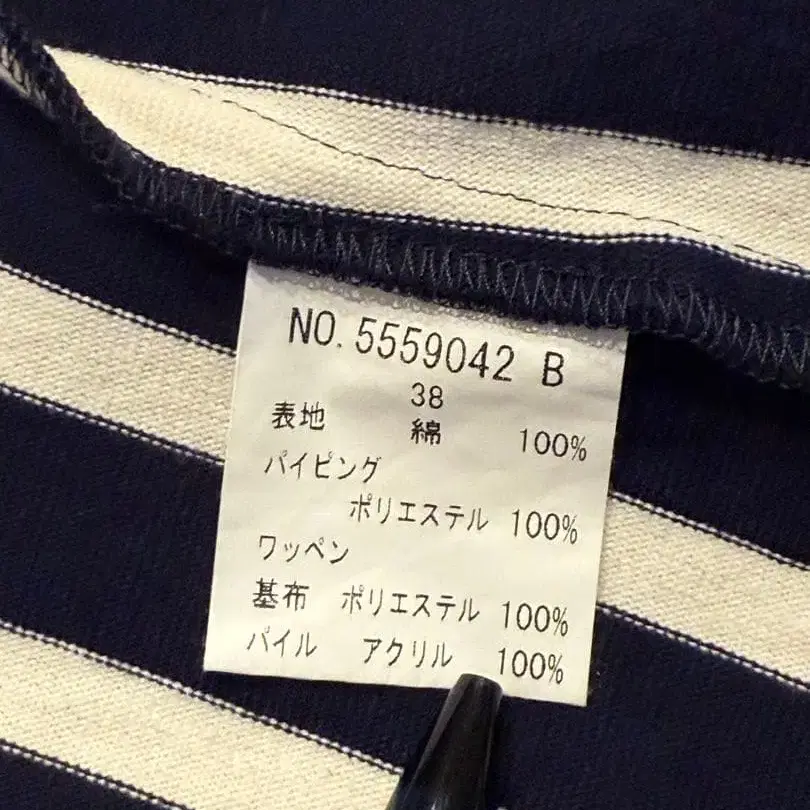 NO.5559042 B
38
表地 綿 100%
パイピング
ポリエステル 100%
ワッペン
基布 ポリエステル 100%
パイル アクリル 100%